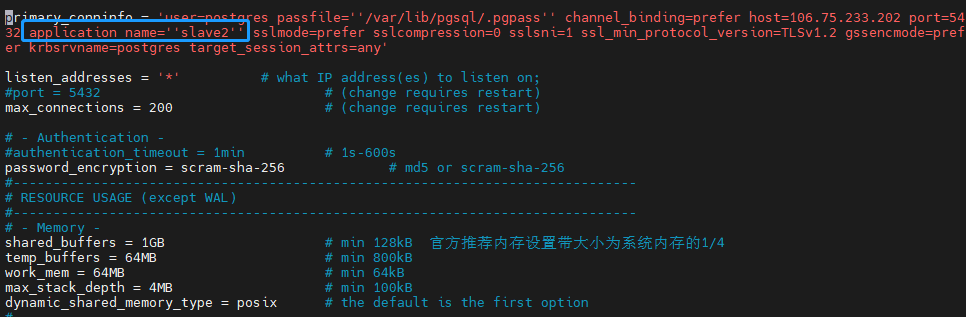 primary_conninfo = 'user=postgres passfile=''/var/lib/pgsql/.pgpass'' channel_binding=prefer host=106.75.233.202 port=54
32 application_name=''slave2'' sslmode=prefer sslcompression=0 sslsni=1 ssl_min_protocol_version=TLSv1.2 gssencmode=pref
er krbsrvname=postgres target_session_attrs=any'
listen_addresses = '*' # what IP address(es) to listen on;
#port = 5432 # (change requires restart)
max_connections = 200 # (change requires restart)
# - Authentication -
#authentication_timeout = 1min # 1s-600s
password_encryption = scram-sha-256 # md5 or scram-sha-256
#------------------------------------------------------------------------------
# RESOURCE USAGE (except WAL)
#------------------------------------------------------------------------------
# - Memory -
shared_buffers = 1GB # min 128kB 官方推荐内存设置带大小为系统内存的1/4
temp_buffers = 64MB # min 800kB
work_mem = 64MB # min 64kB
max_stack_depth = 4MB # min 100kB
dynamic_shared_memory_type = posix # the default is the first option
#